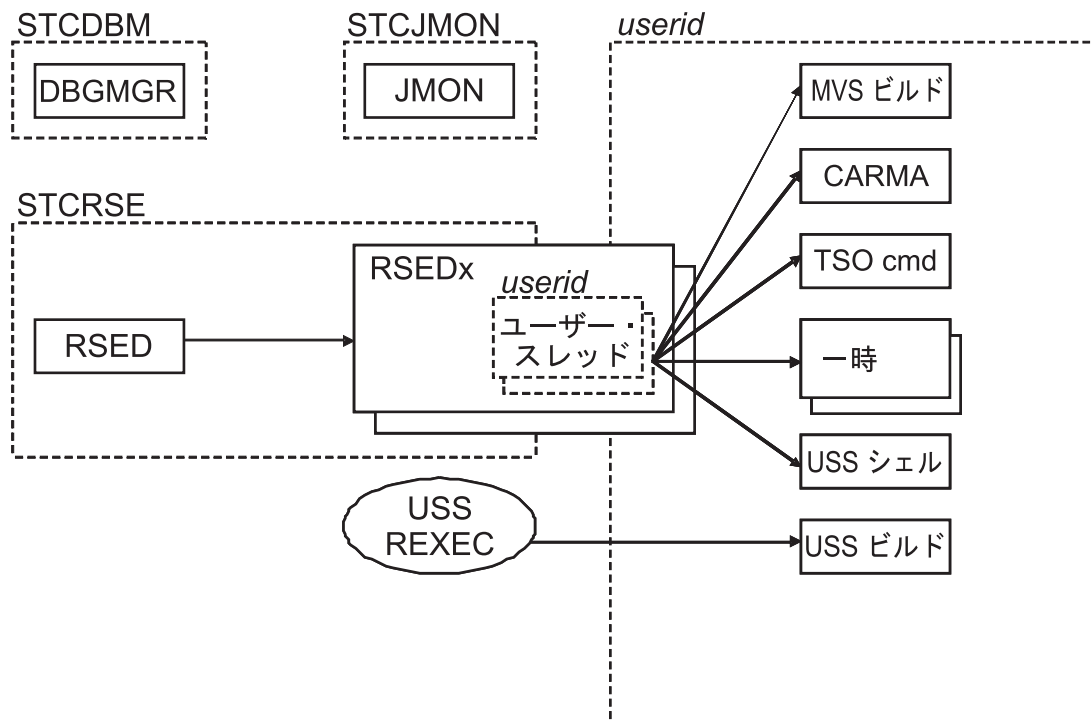 STCDBM
DBGMGR
STCJMON
JMON
userid
MVS ビルド
CARMA
TSO cmd
一時
USS シェル
USS ビルド
STCRSE
RSED
RSEDx
userid
ユーザー・
スレッド
USS
REXEC